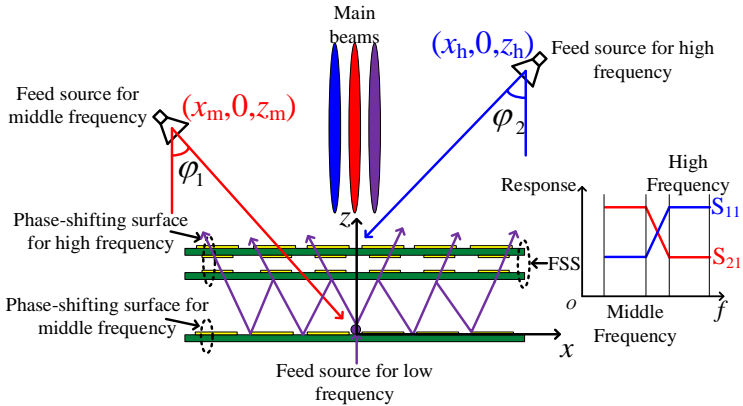 Main
beams
(xₕ,0,zₕ)
Feed source for high
frequency
Feed source for
middle frequency
(xₘ,0,zₘ)
φ₂
φ₁
High
Frequency
Response
S₁₁
Phase-shifting surface
for high frequency
z
FSS
S₂₁
Phase-shifting surface for
middle frequency
o
f
Middle
Frequency
x
Feed source for low
frequency